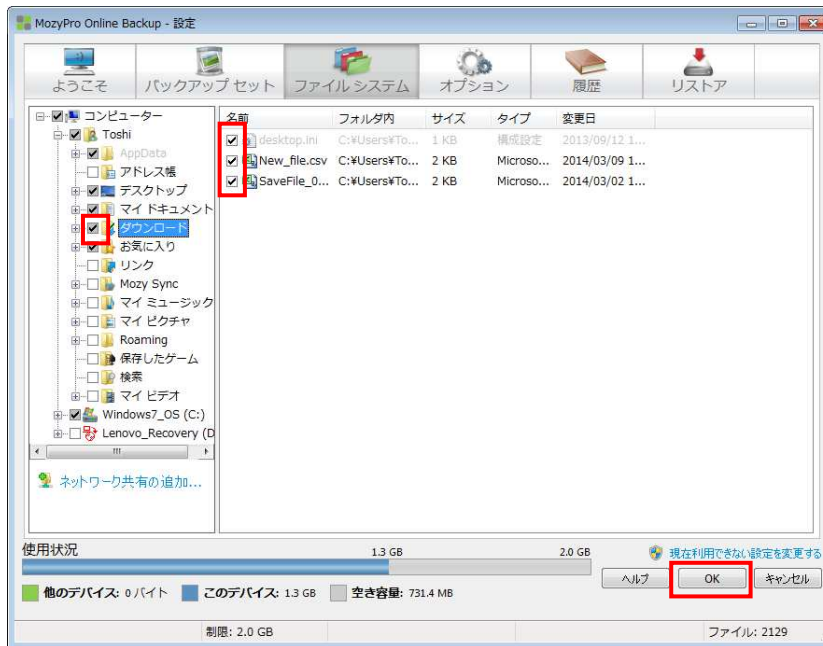 MozyPro Online Backup - 設定
ようこそ バックアップ セット ファイル システム オプション 履歴 リストア
コンピューター
Toshi
AppData
アドレス帳
デスクトップ
マイ ドキュメント
ダウンロード
お気に入り
リンク
Mozy Sync
マイ ミュージック
マイ ピクチャ
Roaming
保存したゲーム
検索
マイ ビデオ
Windows7_OS (C:)
Lenovo_Recovery (D
ネットワーク共有の追加...
名前 フォルダ内 サイズ タイプ 変更日
desktop.ini C:¥Users¥To... 1 KB 構成設定 2013/09/12 1...
New_file.csv C:¥Users¥To... 2 KB Microso... 2014/03/09 1...
SaveFile_0... C:¥Users¥To... 2 KB Microso... 2014/03/02 1...
使用状況 1.3 GB 2.0 GB 現在利用できない設定を変更する
ヘルプ OK キャンセル
他のデバイス: 0 バイト このデバイス: 1.3 GB 空き容量: 731.4 MB
制限: 2.0 GB ファイル: 2129